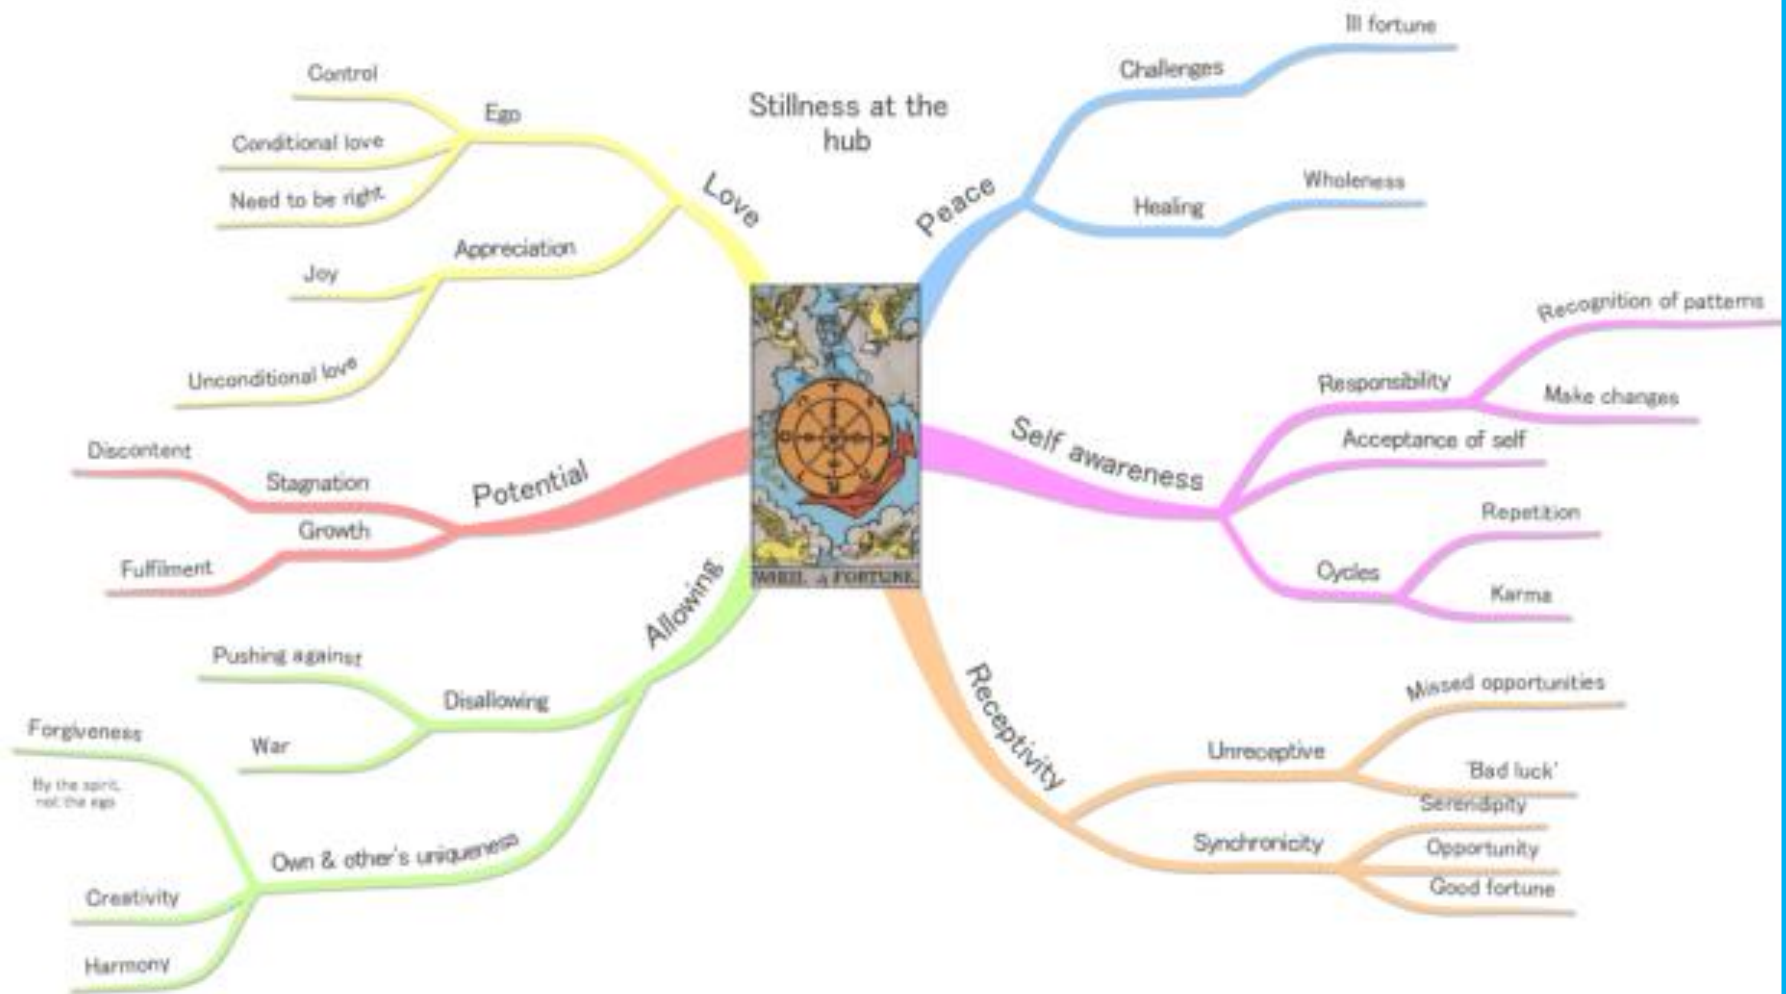 Stillness at the
hub
Love
Ego
Control
Conditional love
Need to be right
Appreciation
Joy
Unconditional love
Potential
Stagnation
Discontent
Growth
Fulfilment
Allowing
Disallowing
Pushing against
War
Own & other's uniqueness
Forgiveness
By the spirit,
not the ego
Creativity
Harmony
Peace
Challenges
Ill fortune
Healing
Wholeness
Self awareness
Responsibility
Recognition of patterns
Make changes
Acceptance of self
Cycles
Repetition
Karma
Receptivity
Unreceptive
Missed opportunities
'Bad luck'
Synchronicity
Serendipity
Opportunity
Good fortune
WHEEL of FORTUNE.